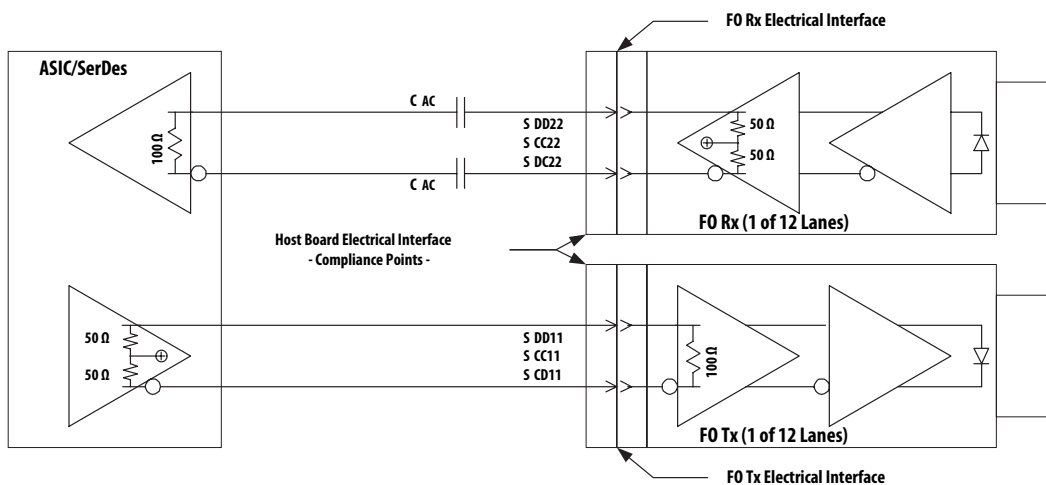 FO Rx Electrical Interface
ASIC/SerDes
C AC
100 Ω
S DD22
S CC22
S DC22
50 Ω
50 Ω
C AC
FO Rx (1 of 12 Lanes)
Host Board Electrical Interface
- Compliance Points -
50 Ω
50 Ω
S DD11
S CC11
S CD11
100 Ω
FO Tx (1 of 12 Lanes)
FO Tx Electrical Interface